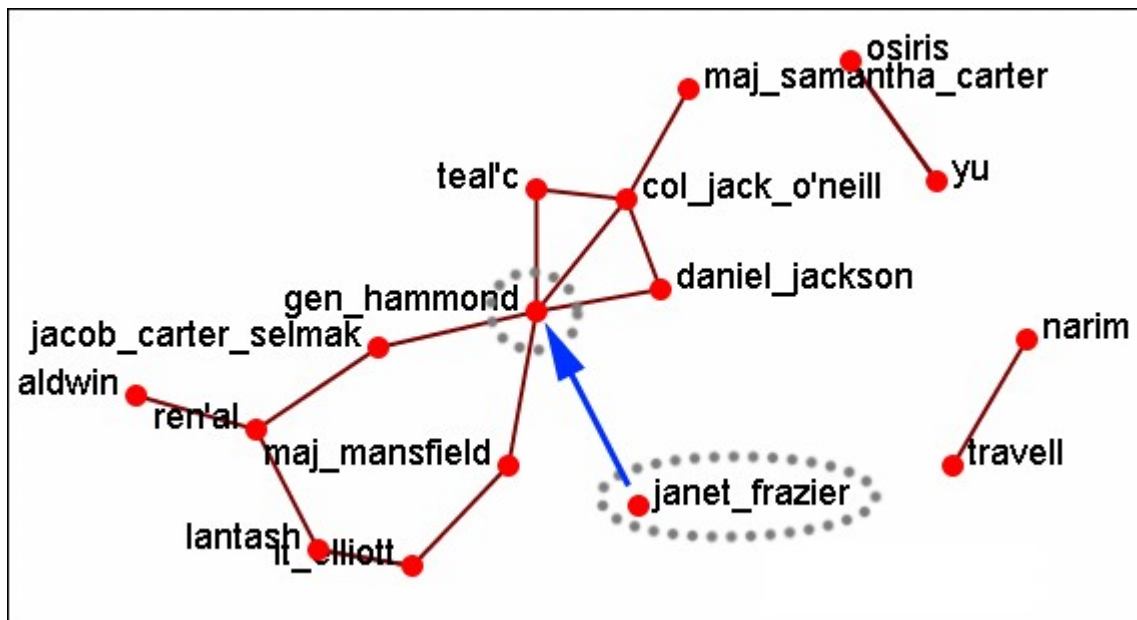 osiris
maj_samantha_carter
teal'c
col_jack_o'neill
yu
daniel_jackson
gen_hammond
jacob_carter_selmak
narim
aldwin
ren'al
maj_mansfield
travell
janet_frazier
lantash
lt_elliott